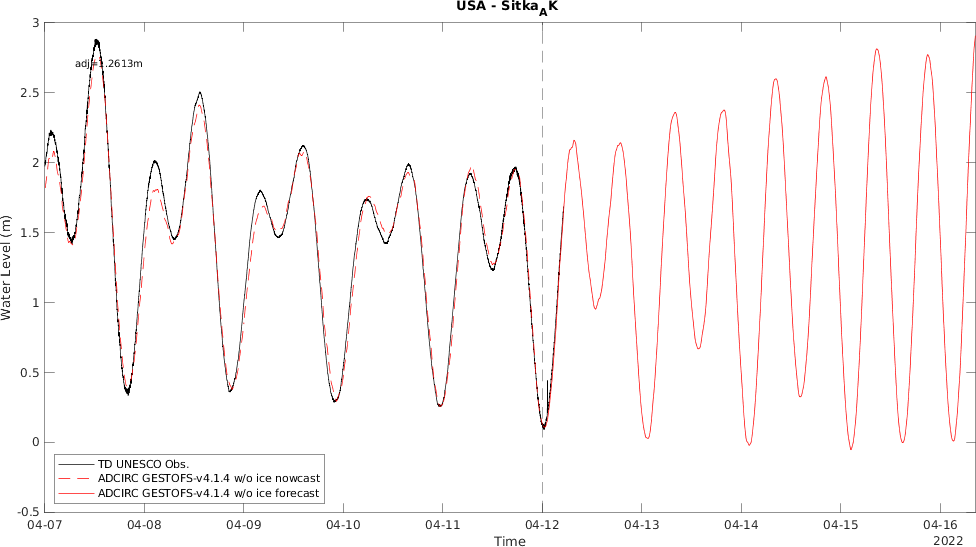 USA - Sitka_AK
3
adj=1.2613m
2.5
2
1.5
1
0.5
0
-0.5
Water Level (m)
TD UNESCO Obs.
ADCIRC GESTOFS-v4.1.4 w/o ice nowcast
ADCIRC GESTOFS-v4.1.4 w/o ice forecast
04-07 04-08 04-09 04-10 04-11 04-12 04-13 04-14 04-15 04-16
Time
2022